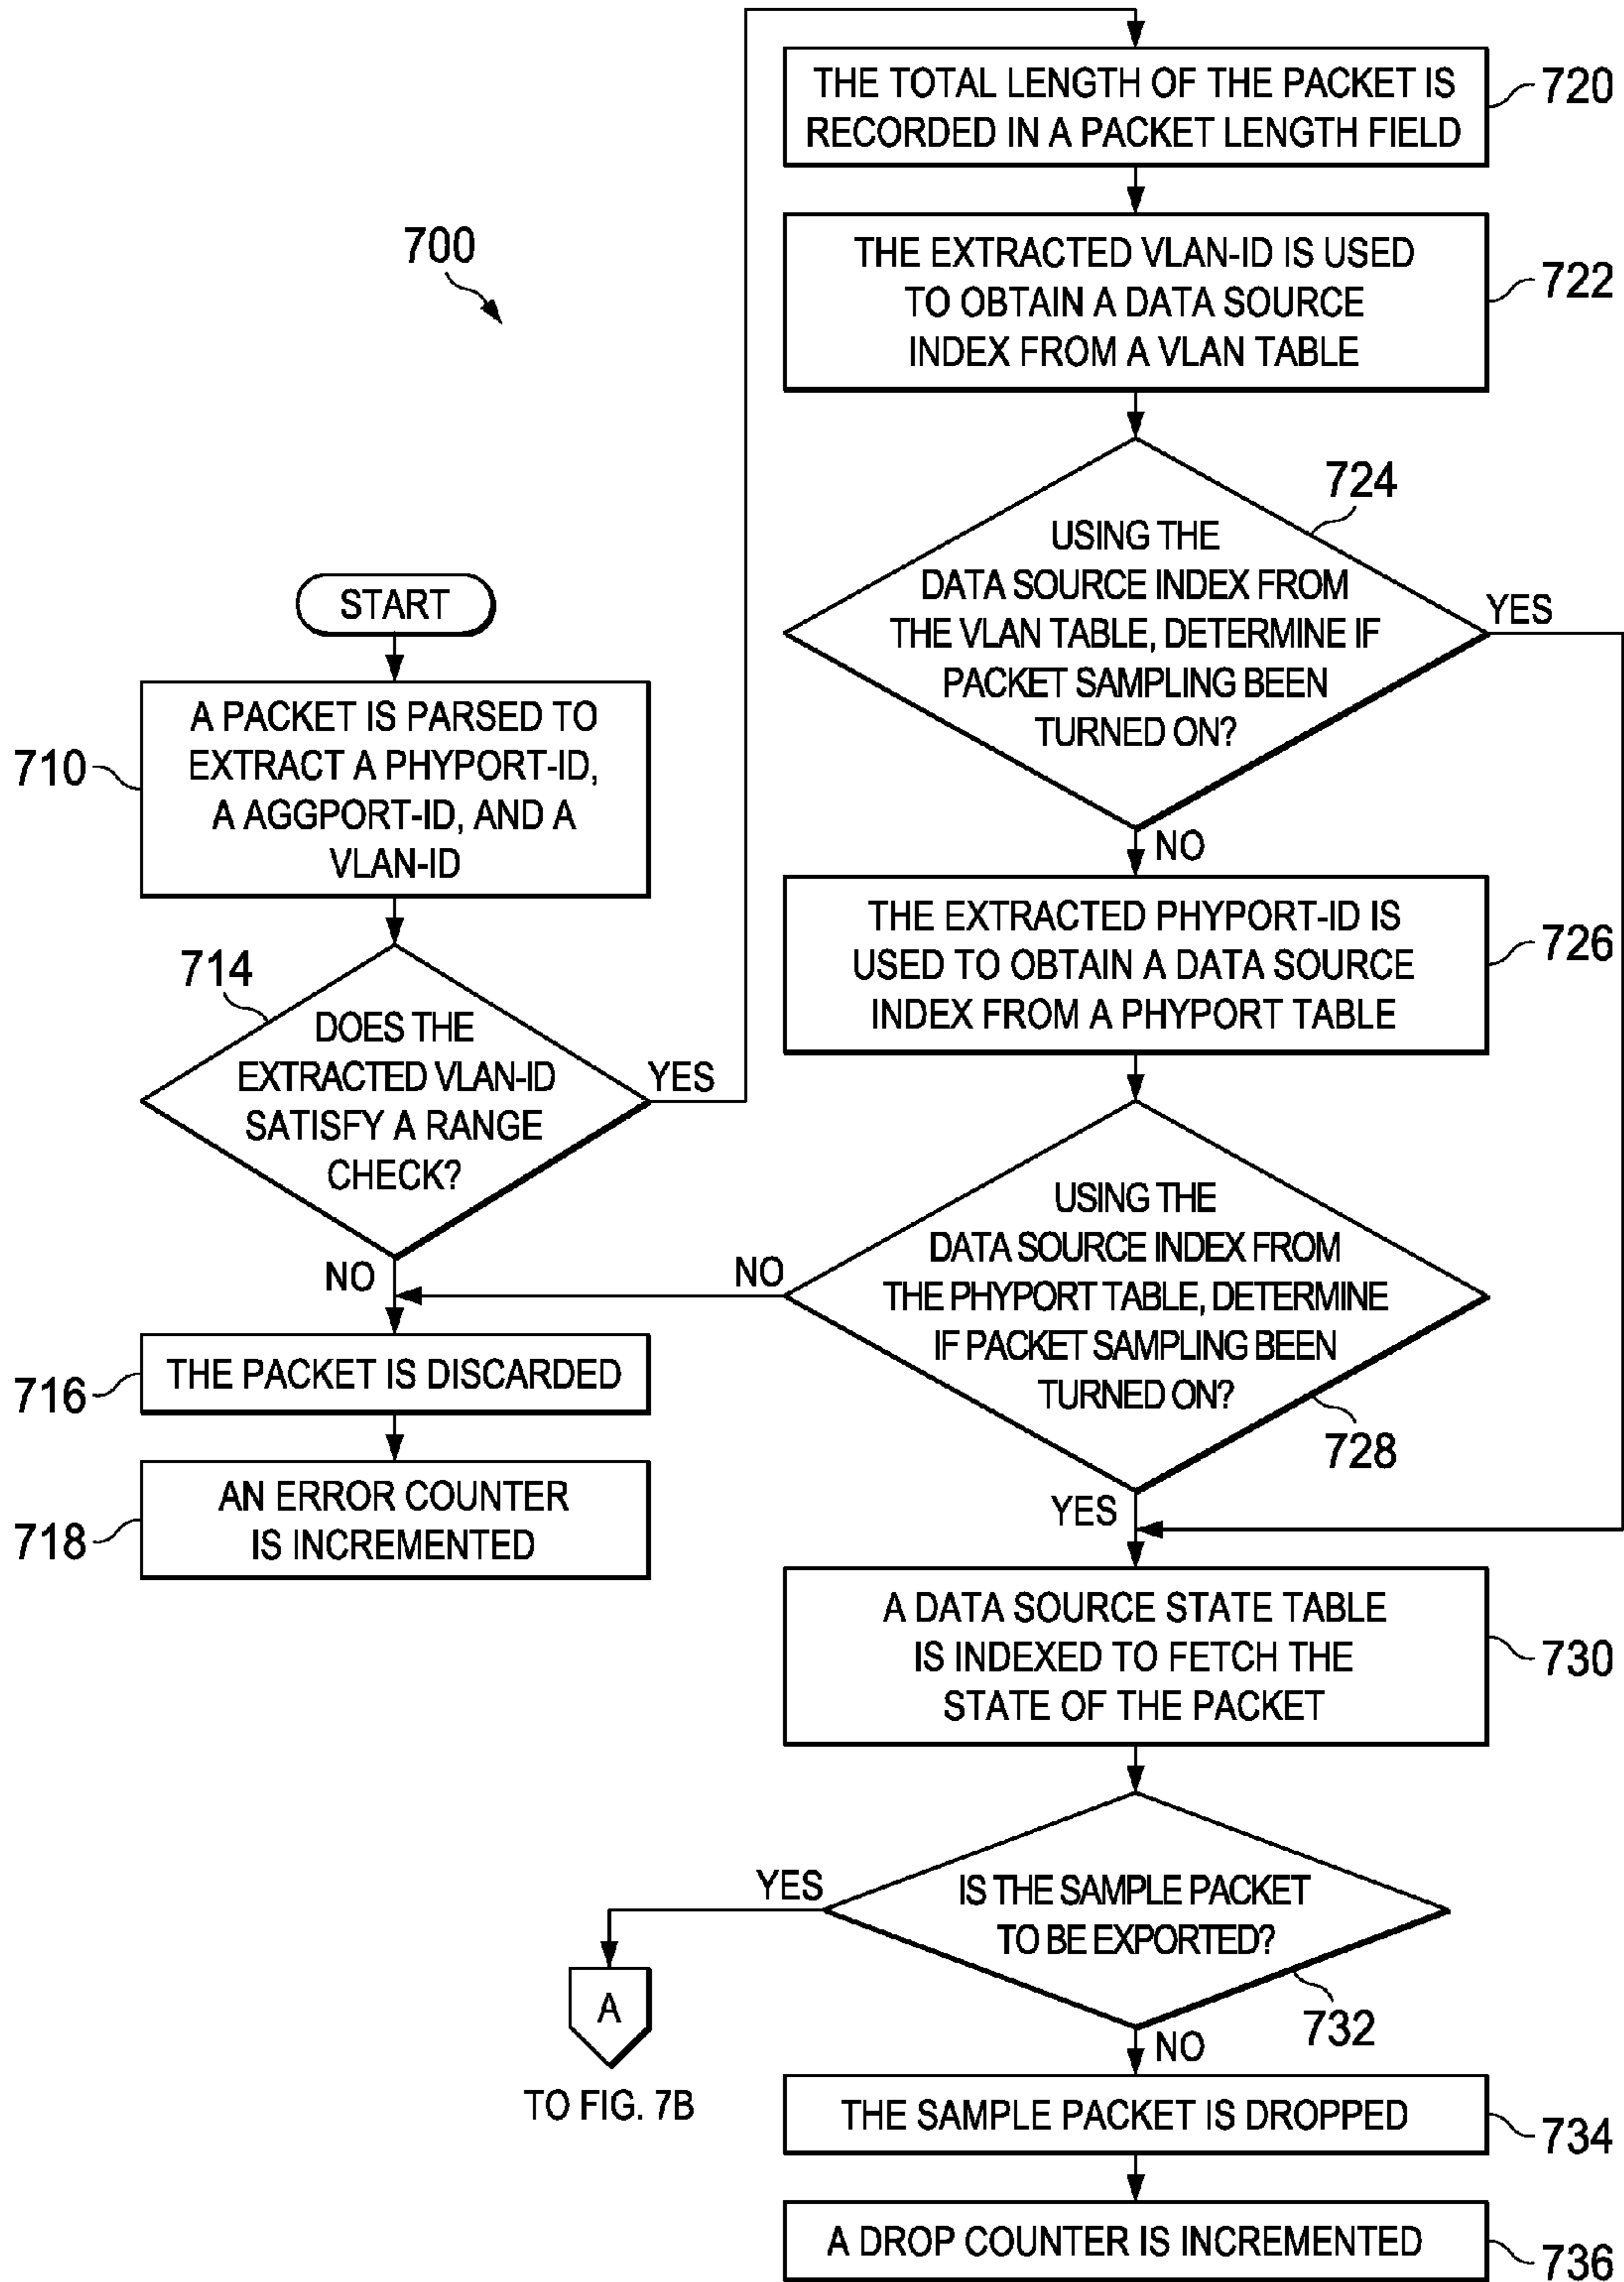 700
START
710
A PACKET IS PARSED TO
EXTRACT A PHYPORT-ID,
A AGGPORT-ID, AND A
VLAN-ID
714
DOES THE
EXTRACTED VLAN-ID
SATISFY A RANGE
CHECK?
YES
NO
716
THE PACKET IS DISCARDED
718
AN ERROR COUNTER
IS INCREMENTED
THE TOTAL LENGTH OF THE PACKET IS
RECORDED IN A PACKET LENGTH FIELD
720
THE EXTRACTED VLAN-ID IS USED
TO OBTAIN A DATA SOURCE
INDEX FROM A VLAN TABLE
722
724
USING THE
DATA SOURCE INDEX FROM
THE VLAN TABLE, DETERMINE IF
PACKET SAMPLING BEEN
TURNED ON?
YES
NO
THE EXTRACTED PHYPORT-ID IS
USED TO OBTAIN A DATA SOURCE
INDEX FROM A PHYPORT TABLE
726
USING THE
DATA SOURCE INDEX FROM
THE PHYPORT TABLE, DETERMINE
IF PACKET SAMPLING BEEN
TURNED ON?
728
NO
YES
A DATA SOURCE STATE TABLE
IS INDEXED TO FETCH THE
STATE OF THE PACKET
730
IS THE SAMPLE PACKET
TO BE EXPORTED?
732
YES
A
TO FIG. 7B
NO
THE SAMPLE PACKET IS DROPPED
734
A DROP COUNTER IS INCREMENTED
736